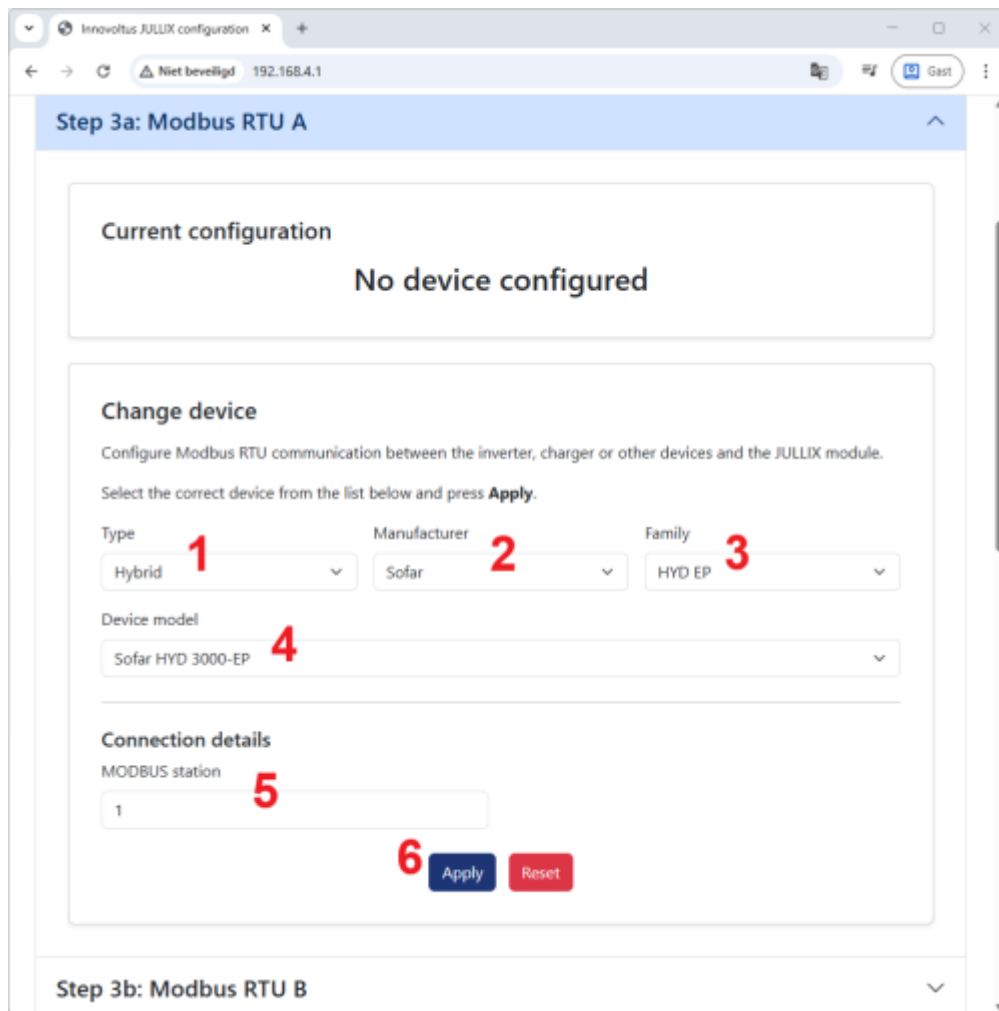 Innovoltus JULLIX configuration
Niet beveiligd 192.168.4.1 Gast
Step 3a: Modbus RTU A
Current configuration
No device configured
Change device
Configure Modbus RTU communication between the inverter, charger or other devices and the JULLIX module.
Select the correct device from the list below and press Apply.
Type Manufacturer Family
1 2 3
Hybrid Sofar HYD EP
Device model
4
Sofar HYD 3000-EP
Connection details
MODBUS station
5
1
6 Apply Reset
Step 3b: Modbus RTU B